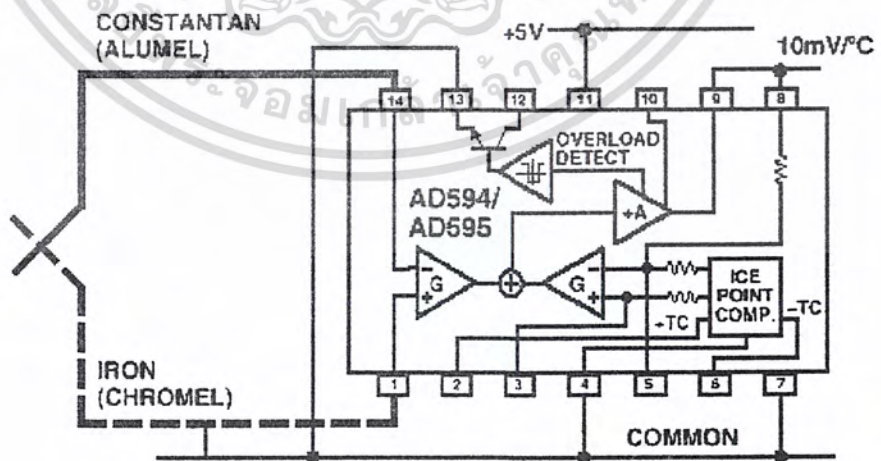 CONSTANTAN
(ALUMEL)
+5V
10mV/°C
14 13 12 11 10 9 8
OVERLOAD
DETECT
AD594/
AD595
+A
G
G
ICE
POINT
COMP.
+TC
–TC
IRON
(CHROMEL)
1 2 3 4 5 6 7
COMMON